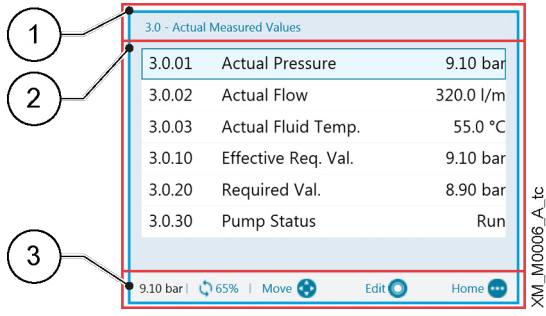 1
3.0 - Actual Measured Values
2
3.0.01 Actual Pressure 9.10 bar
3.0.02 Actual Flow 320.0 l/m
3.0.03 Actual Fluid Temp. 55.0 °C
3.0.10 Effective Req. Val. 9.10 bar
3.0.20 Required Val. 8.90 bar
3.0.30 Pump Status Run
3
9.10 bar | 65% | Move Edit Home
XM_M0006_A_tc